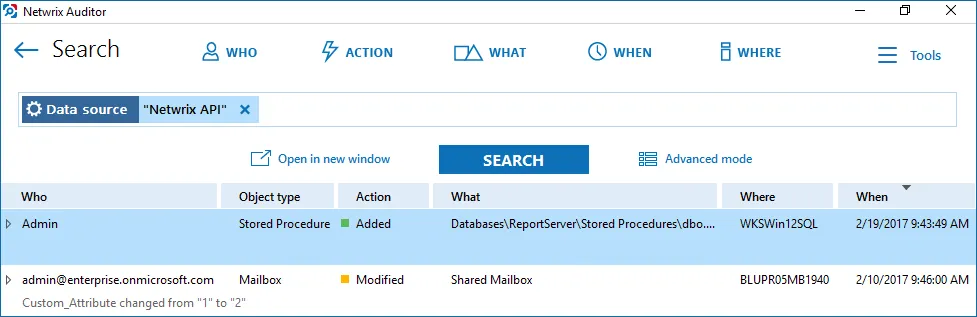 Netwrix Auditor
Search WHO ACTION WHAT WHEN WHERE Tools
Data source "Netwrix API"
Open in new window SEARCH Advanced mode
Who Object type Action What Where When
Admin Stored Procedure Added Databases\ReportServer\Stored Procedures\dbo.... WKSWin12SQL 2/19/2017 9:43:49 AM
admin@enterprise.onmicrosoft.com Mailbox Modified Shared Mailbox BLUPR05MB1940 2/10/2017 9:46:00 AM
Custom_Attribute changed from "1" to "2"